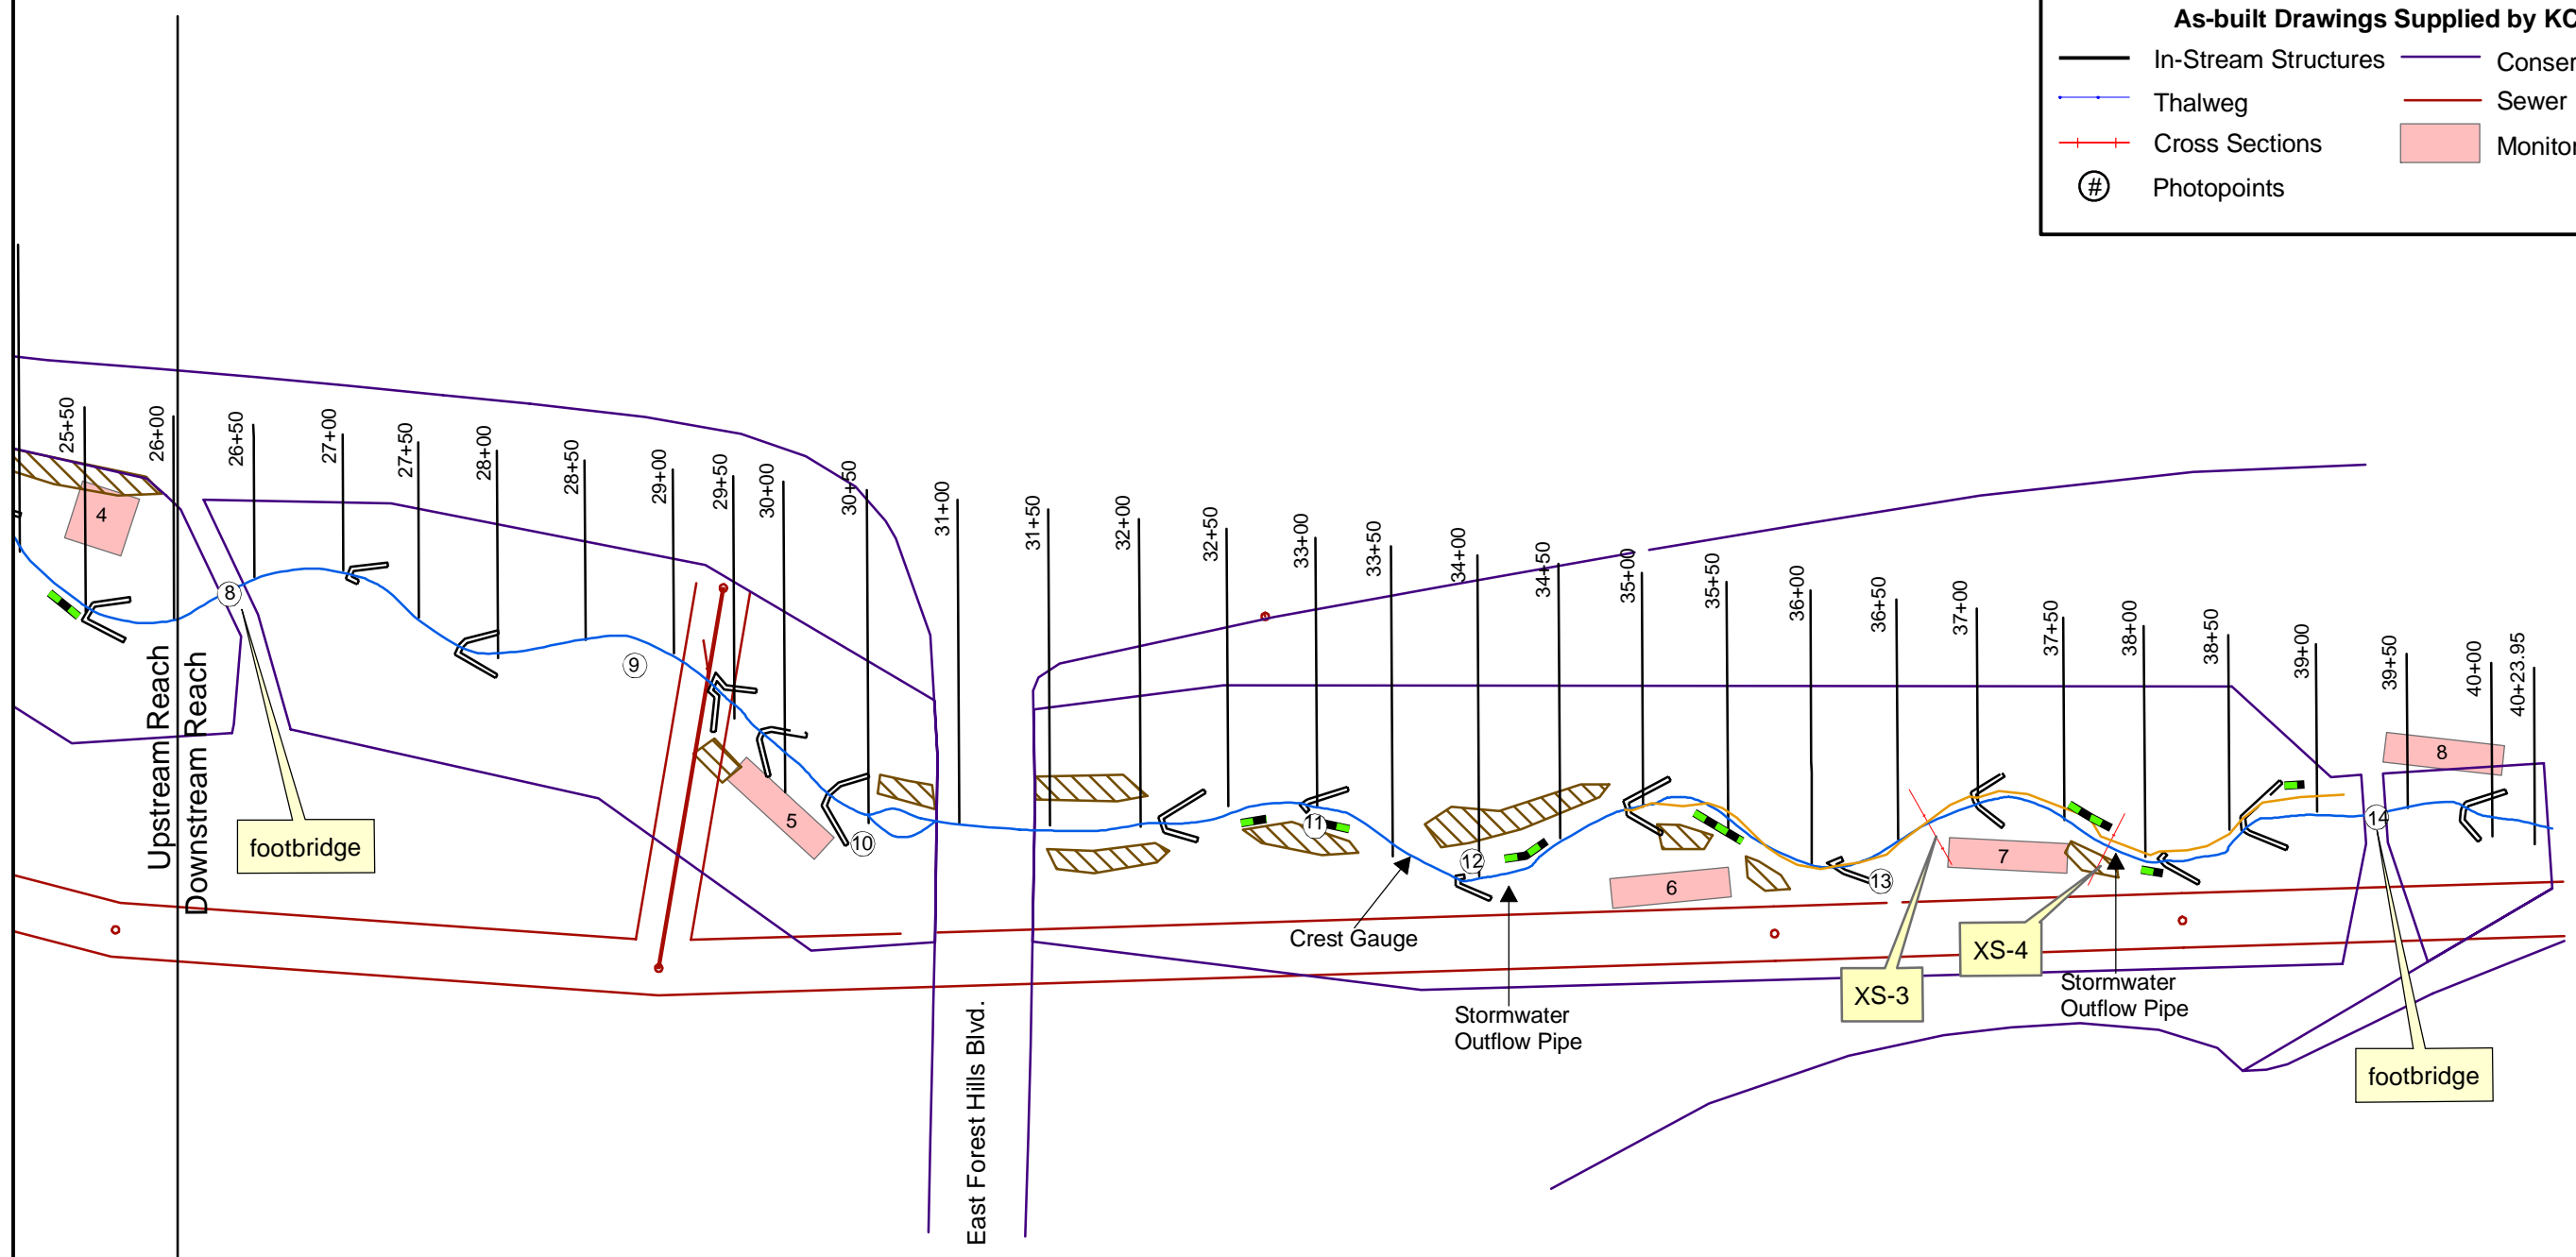 As-built Drawings Supplied by KC
In-Stream Structures
Conser
Thalweg
Sewer
Cross Sections
Monitor
# Photopoints
25+50
26+00
26+50
27+00
27+50
28+00
28+50
29+00
29+50
30+00
30+50
31+00
31+50
32+00
32+50
33+00
33+50
34+00
34+50
35+00
35+50
36+00
36+50
37+00
37+50
38+00
38+50
39+00
39+50
40+00
40+23.95
4
8
9
5
10
11
12
6
13
7
14
8
Upstream Reach
Downstream Reach
footbridge
East Forest Hills Blvd.
Crest Gauge
Stormwater
Outflow Pipe
XS-3
XS-4
Stormwater
Outflow Pipe
footbridge